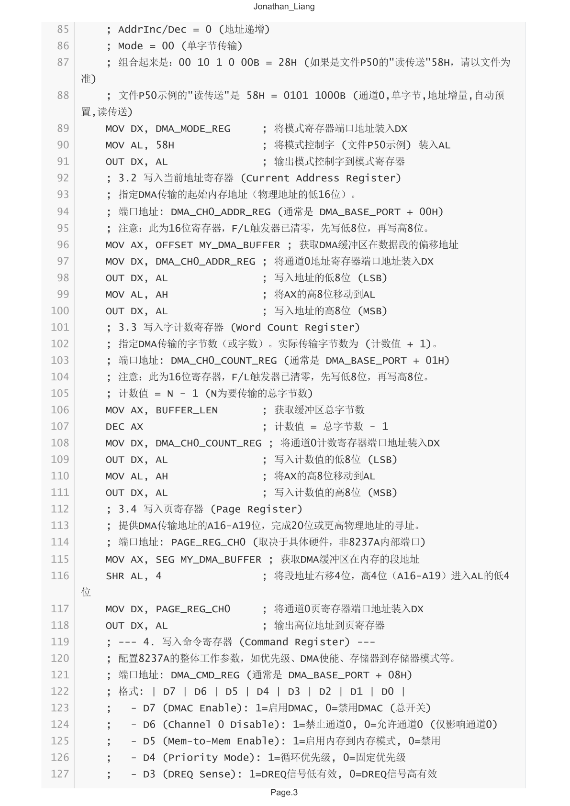 Jonathan_Liang
85 ; AddrInc/Dec = 0 (地址递增)
86 ; Mode = 00 (单字节传输)
87 ; 组合起来是: 00 10 1 0 00B = 28H (如果是文件P50的"读传送"58H, 请以文件为
准)
88 ; 文件P50示例的"读传送"是 58H = 0101 1000B (通道0,单字节,地址增量,自动预
置,读传送)
89 MOV DX, DMA_MODE_REG ; 将模式寄存器端口地址装入DX
90 MOV AL, 58H ; 将模式控制字 (文件P50示例) 装入AL
91 OUT DX, AL ; 输出模式控制字到模式寄存器
92 ; 3.2 写入当前地址寄存器 (Current Address Register)
93 ; 指定DMA传输的起始内存地址（物理地址的低16位）。
94 ; 端口地址: DMA_CH0_ADDR_REG (通常是 DMA_BASE_PORT + 00H)
95 ; 注意: 此为16位寄存器, F/L触发器已清零, 先写低8位, 再写高8位。
96 MOV AX, OFFSET MY_DMA_BUFFER ; 获取DMA缓冲区在数据段的偏移地址
97 MOV DX, DMA_CH0_ADDR_REG ; 将通道0地址寄存器端口地址装入DX
98 OUT DX, AL ; 写入地址的低8位 (LSB)
99 MOV AL, AH ; 将AX的高8位移动到AL
100 OUT DX, AL ; 写入地址的高8位 (MSB)
101 ; 3.3 写入字计数寄存器 (Word Count Register)
102 ; 指定DMA传输的字节数（或字数）。实际传输字节数为 (计数值 + 1)。
103 ; 端口地址: DMA_CH0_COUNT_REG (通常是 DMA_BASE_PORT + 01H)
104 ; 注意: 此为16位寄存器, F/L触发器已清零, 先写低8位, 再写高8位。
105 ; 计数值 = N - 1 (N为要传输的总字节数)
106 MOV AX, BUFFER_LEN ; 获取缓冲区总字节数
107 DEC AX ; 计数值 = 总字节数 - 1
108 MOV DX, DMA_CH0_COUNT_REG ; 将通道0计数寄存器端口地址装入DX
109 OUT DX, AL ; 写入计数值的低8位 (LSB)
110 MOV AL, AH ; 将AX的高8位移动到AL
111 OUT DX, AL ; 写入计数值的高8位 (MSB)
112 ; 3.4 写入页寄存器 (Page Register)
113 ; 提供DMA传输地址的A16-A19位, 完成20位或更高物理地址的寻址。
114 ; 端口地址: PAGE_REG_CH0 (取决于具体硬件, 非8237A内部端口)
115 MOV AX, SEG MY_DMA_BUFFER ; 获取DMA缓冲区在内存的段地址
116 SHR AL, 4 ; 将段地址右移4位, 高4位 (A16-A19) 进入AL的低4
位
117 MOV DX, PAGE_REG_CH0 ; 将通道0页寄存器端口地址装入DX
118 OUT DX, AL ; 输出高位地址到页寄存器
119 ; --- 4. 写入命令寄存器 (Command Register) ---
120 ; 配置8237A的整体工作参数, 如优先级、DMA使能、存储器到存储器模式等。
121 ; 端口地址: DMA_CMD_REG (通常是 DMA_BASE_PORT + 08H)
122 ; 格式: | D7 | D6 | D5 | D4 | D3 | D2 | D1 | D0 |
123 ; - D7 (DMAC Enable): 1=启用DMAC, 0=禁用DMAC (总开关)
124 ; - D6 (Channel 0 Disable): 1=禁止通道0, 0=允许通道0 (仅影响通道0)
125 ; - D5 (Mem-to-Mem Enable): 1=启用内存到内存模式, 0=禁用
126 ; - D4 (Priority Mode): 1=循环优先级, 0=固定优先级
127 ; - D3 (DREQ Sense): 1=DREQ信号低有效, 0=DREQ信号高有效
Page.3